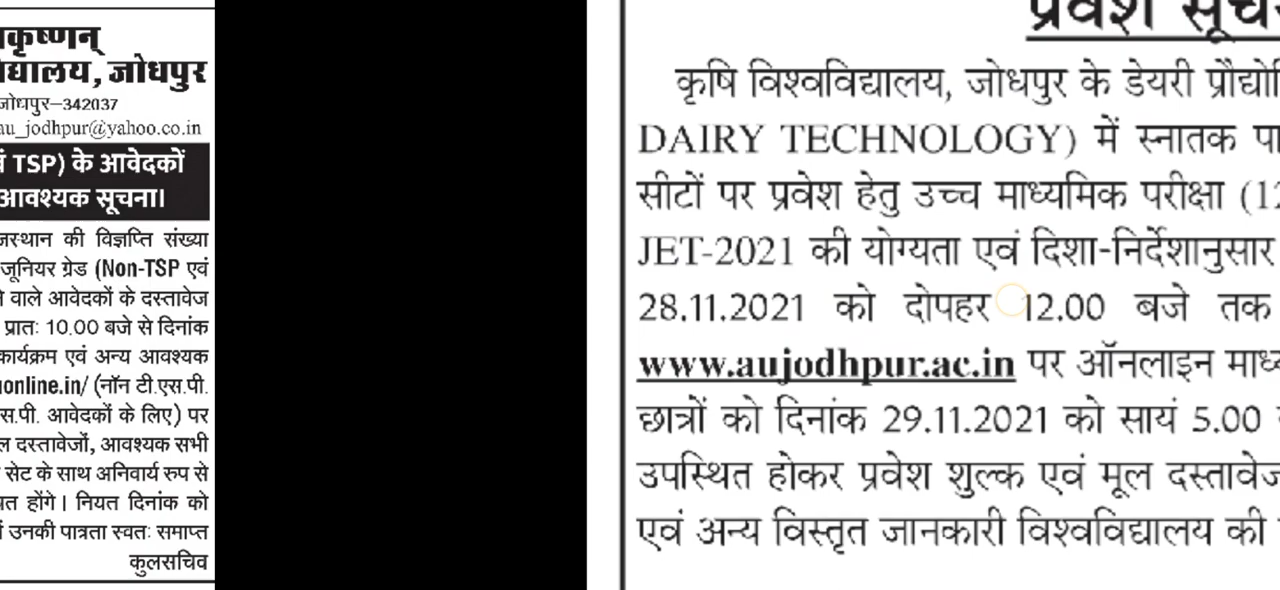 कृष्णन्
द्यालय, जोधपुर
जोधपुर–342037
au_jodhpur@yahoo.co.in
TSP) के आवेदकों
आवश्यक सूचना।
की विज्ञप्ति संख्या
जूनियर ग्रेड (Non-TSP एवं
वाले आवेदकों के दस्तावेज
प्रातः 10.00 बजे से दिनांक
कार्यक्रम एवं अन्य आवश्यक
online.in/ (नॉन टी.एस.पी.
स.पी. आवेदकों के लिए) पर
दस्तावेजों, आवश्यक सभी
सेट के साथ अनिवार्य रुप से
होंगे। नियत दिनांक को
उनकी पात्रता स्वतः समाप्त
कुलसचिव
प्रवेश सूच
कृषि विश्वविद्यालय, जोधपुर के डेयरी प्रौद्योि
DAIRY TECHNOLOGY) में स्नातक पा
सीटों पर प्रवेश हेतु उच्च माध्यमिक परीक्षा (12
JET-2021 की योग्यता एवं दिशा-निर्देशानुसार
28.11.2021 को दोपहर 12.00 बजे तक
www.aujodhpur.ac.in पर ऑनलाइन माध्य
छात्रों को दिनांक 29.11.2021 को सायं 5.00
उपस्थित होकर प्रवेश शुल्क एवं मूल दस्तावेज
एवं अन्य विस्तृत जानकारी विश्वविद्यालय की